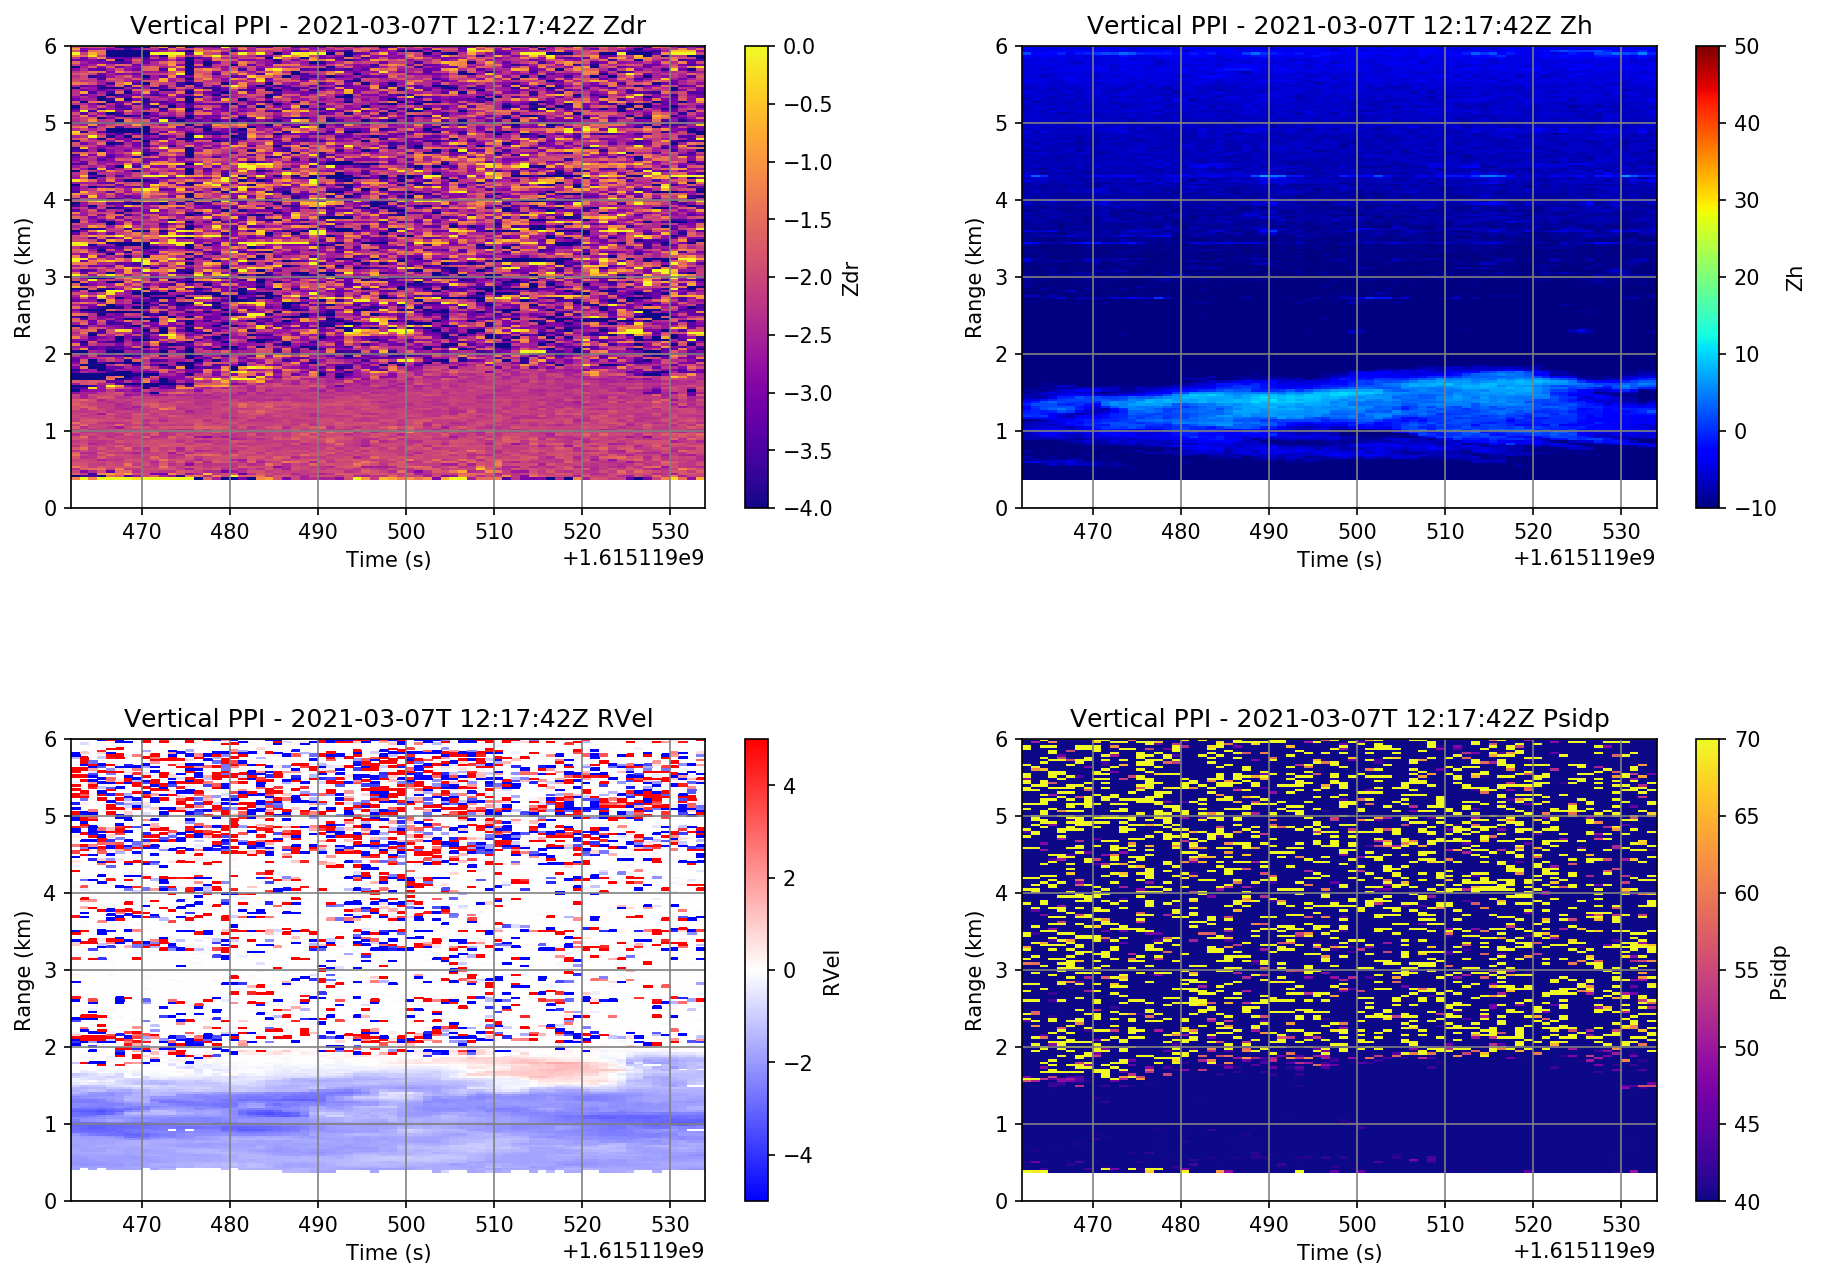 Vertical PPI - 2021-03-07T 12:17:42Z Zdr
6
5
4
3
2
1
0
Range (km)
470 480 490 500 510 520 530
Time (s)
+1.615119e9
0.0
−0.5
−1.0
−1.5
−2.0
−2.5
−3.0
−3.5
−4.0
Zdr
Vertical PPI - 2021-03-07T 12:17:42Z Zh
6
5
4
3
2
1
0
Range (km)
470 480 490 500 510 520 530
Time (s)
+1.615119e9
50
40
30
20
10
0
−10
Zh
Vertical PPI - 2021-03-07T 12:17:42Z RVel
6
5
4
3
2
1
0
Range (km)
470 480 490 500 510 520 530
Time (s)
+1.615119e9
4
2
0
−2
−4
RVel
Vertical PPI - 2021-03-07T 12:17:42Z Psidp
6
5
4
3
2
1
0
Range (km)
470 480 490 500 510 520 530
Time (s)
+1.615119e9
70
65
60
55
50
45
40
Psidp